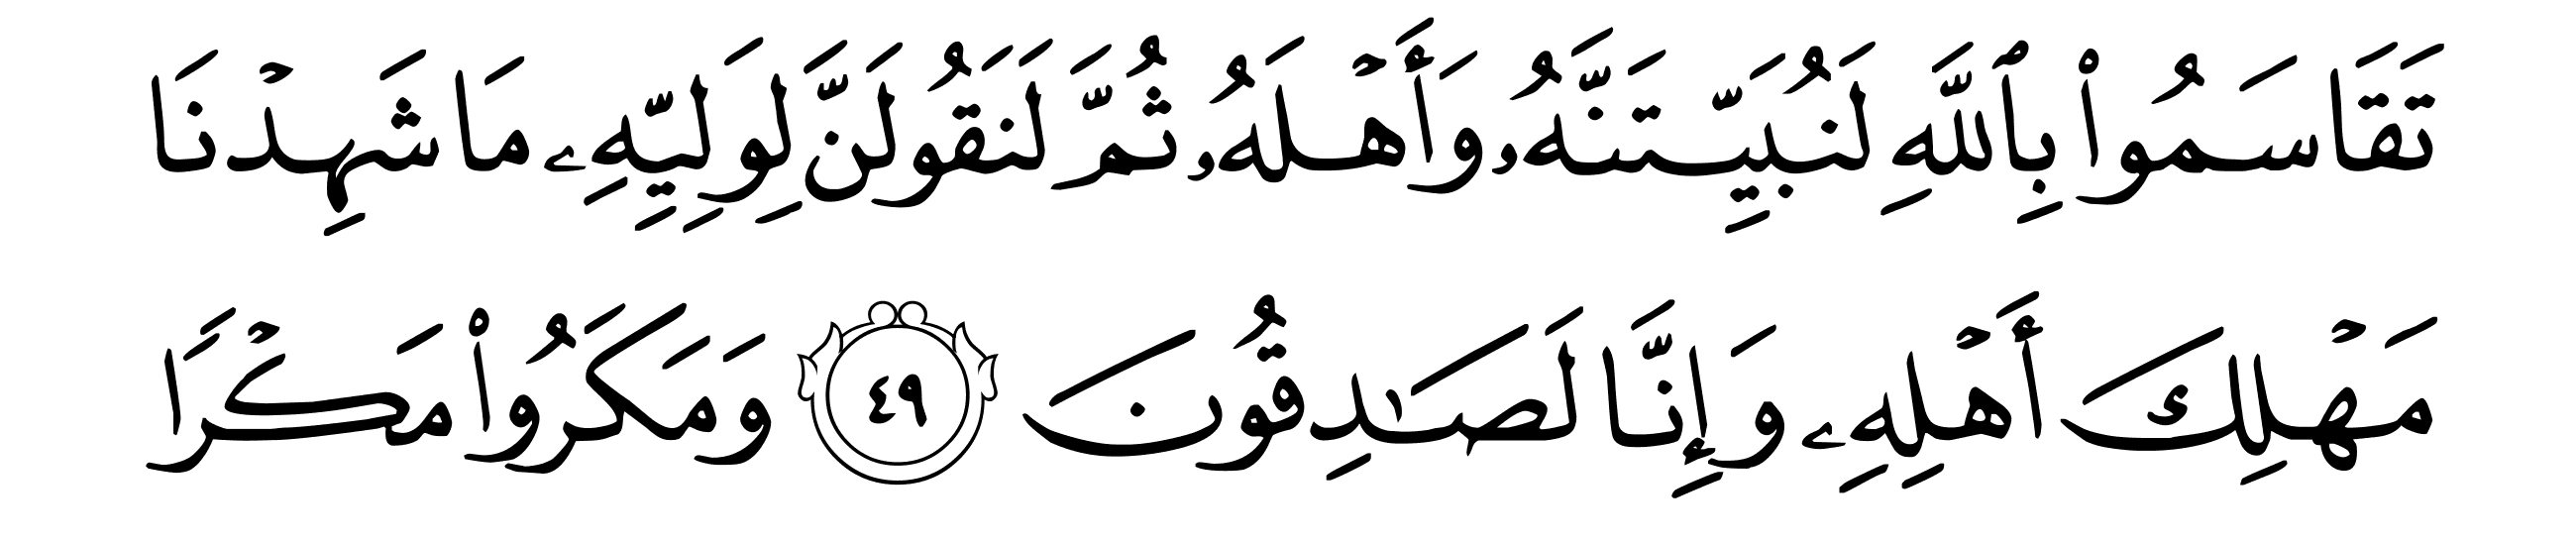 تَقَاسَمُوا۟ بِٱللَّهِ لَنُبَيِّتَنَّهُۥ وَأَهْلَهُۥ ثُمَّ لَنَقُولَنَّ لِوَلِيِّهِۦ مَا شَهِدْنَا
مَهْلِكَ أَهْلِهِۦ وَإِنَّا لَصَـٰدِقُونَ ٤٩ وَمَكَرُوا۟ مَكْرًا